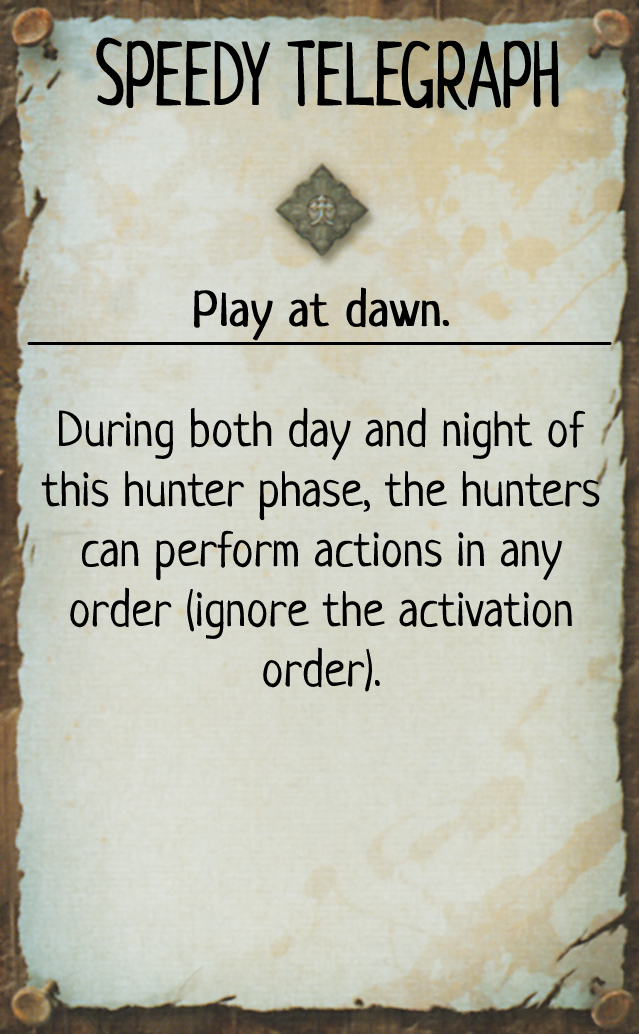 SPEEDY TELEGRAPH
Play at dawn.
During both day and night of
this hunter phase, the hunters
can perform actions in any
order (ignore the activation
order).